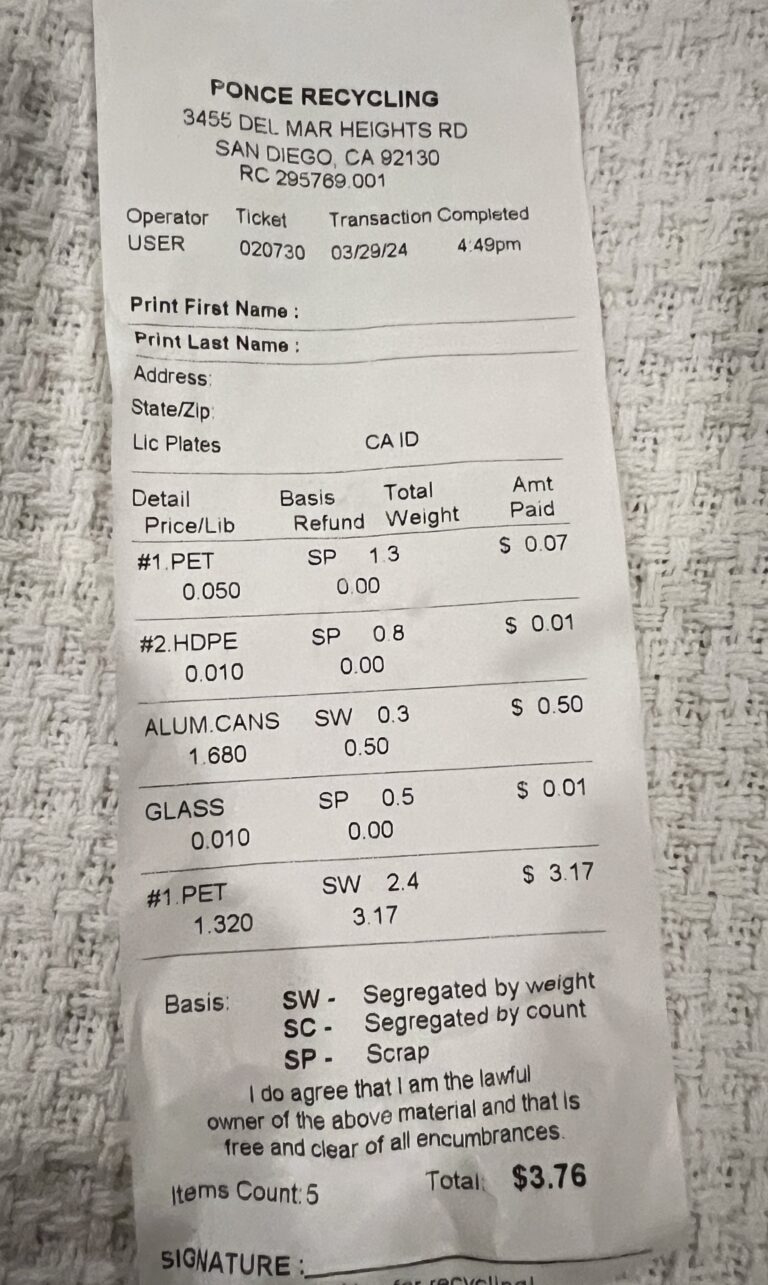 PONCE RECYCLING
3455 DEL MAR HEIGHTS RD
SAN DIEGO, CA 92130
RC 295769.001
Operator Ticket Transaction Completed
USER 020730 03/29/24 4:49pm
Print First Name :
Print Last Name :
Address:
State/Zip:
Lic Plates CA ID
Detail Basis Total Amt
Price/Lib Refund Weight Paid
#1.PET SP 1.3 $ 0.07
0.050 0.00
#2.HDPE SP 0.8 $ 0.01
0.010 0.00
ALUM.CANS SW 0.3 $ 0.50
1.680 0.50
GLASS SP 0.5 $ 0.01
0.010 0.00
#1.PET SW 2.4 $ 3.17
1.320 3.17
Basis: SW - Segregated by weight
SC - Segregated by count
SP - Scrap
I do agree that I am the lawful
owner of the above material and that is
free and clear of all encumbrances.
Items Count: 5 Total: $3.76
SIGNATURE :
for recycling!